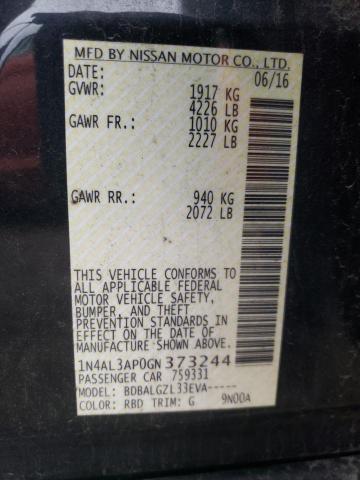 MFD BY NISSAN MOTOR CO., LTD.
DATE: 06/16
GVWR: 1917 KG
4226 LB
GAWR FR.: 1010 KG
2227 LB
GAWR RR.: 940 KG
2072 LB
THIS VEHICLE CONFORMS TO
ALL APPLICABLE FEDERAL
MOTOR VEHICLE SAFETY,
BUMPER, AND THEFT
PREVENTION STANDARDS IN
EFFECT ON THE DATE OF
MANUFACTURE SHOWN ABOVE.
1N4AL3AP0GN373244
PASSENGER CAR 759331
MODEL: BDBALGZL33EVA-----
COLOR: RBD TRIM: G 9N00A